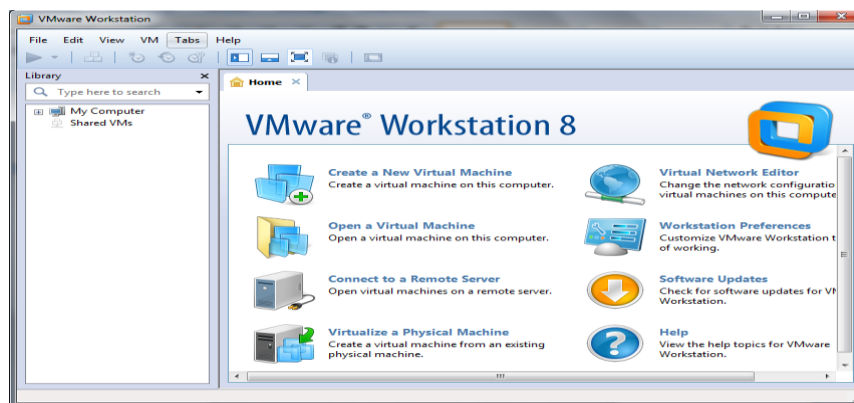 VMware Workstation
File Edit View VM Tabs Help
Library
Type here to search
My Computer
Shared VMs
Home
VMware® Workstation 8
Create a New Virtual Machine
Create a virtual machine on this computer.
Open a Virtual Machine
Open a virtual machine on this computer.
Connect to a Remote Server
Open virtual machines on a remote server.
Virtualize a Physical Machine
Create a virtual machine from an existing
physical machine.
Virtual Network Editor
Change the network configuratio
virtual machines on this compute
Workstation Preferences
Customize VMware Workstation t
of working.
Software Updates
Check for software updates for VM
Workstation.
Help
View the help topics for VMware
Workstation.